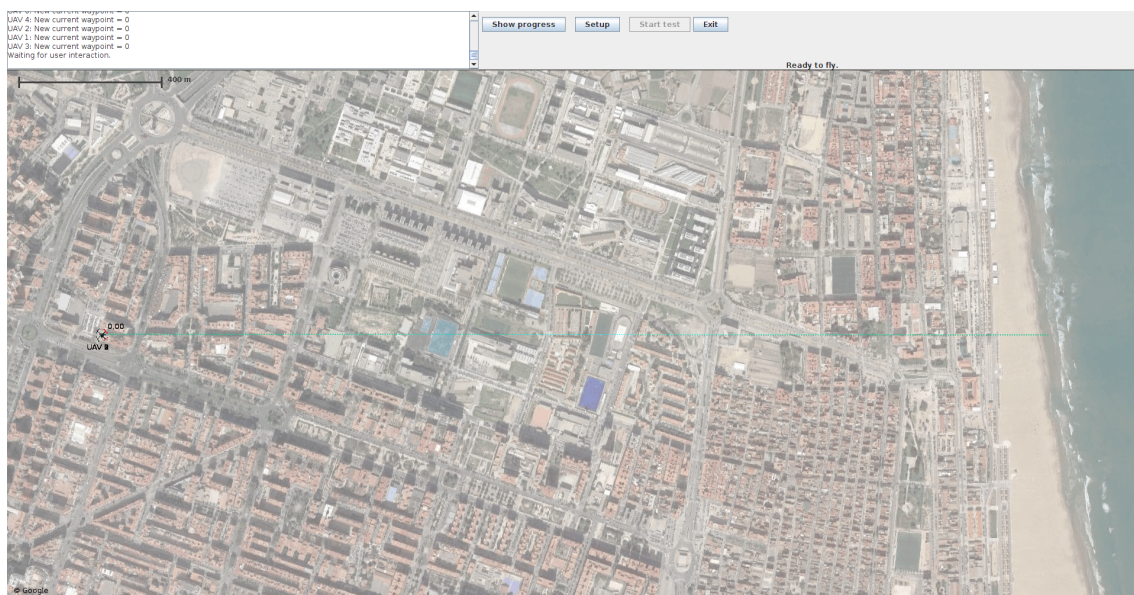 UAV 4: New current waypoint = 0
UAV 2: New current waypoint = 0
UAV 1: New current waypoint = 0
UAV 3: New current waypoint = 0
Waiting for user interaction.
Show progress
Setup
Start test
Exit
Ready to fly.
400 m
0.00
UAV
© Google